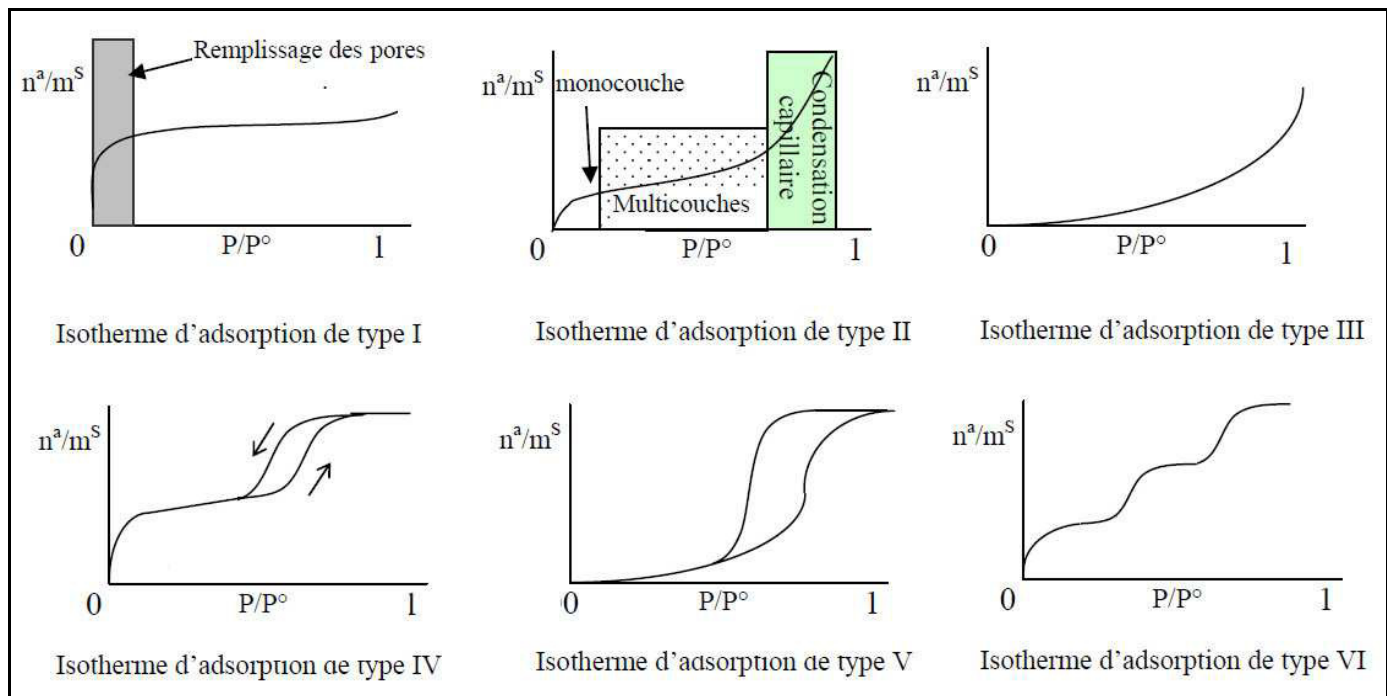 Remplissage des pores
nᵃ/mˢ
0
P/P°
1
Isotherme d’adsorption de type I
nᵃ/mˢ
monocouche
Multicouches
Condensation
capillaire
0
P/P°
1
Isotherme d’adsorption de type II
nᵃ/mˢ
0
P/P°
1
Isotherme d’adsorption de type III
nᵃ/mˢ
0
P/P°
1
Isotherme d’adsorption de type IV
nᵃ/mˢ
0
P/P°
1
Isotherme d’adsorption de type V
nᵃ/mˢ
0
P/P°
1
Isotherme d’adsorption de type VI